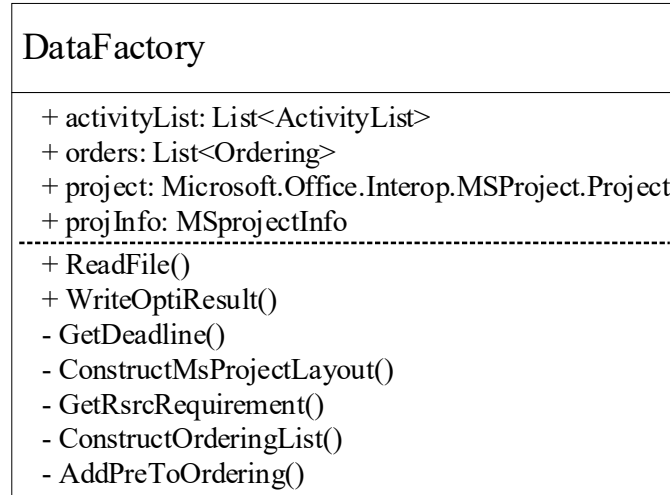 DataFactory
+ activityList: List<ActivityList>
+ orders: List<Ordering>
+ project: Microsoft.Office.Interop.MSProject.Project
+ projInfo: MSprojectInfo
+ ReadFile()
+ WriteOptiResult()
- GetDeadline()
- ConstructMsProjectLayout()
- GetRsrcRequirement()
- ConstructOrderingList()
- AddPreToOrdering()